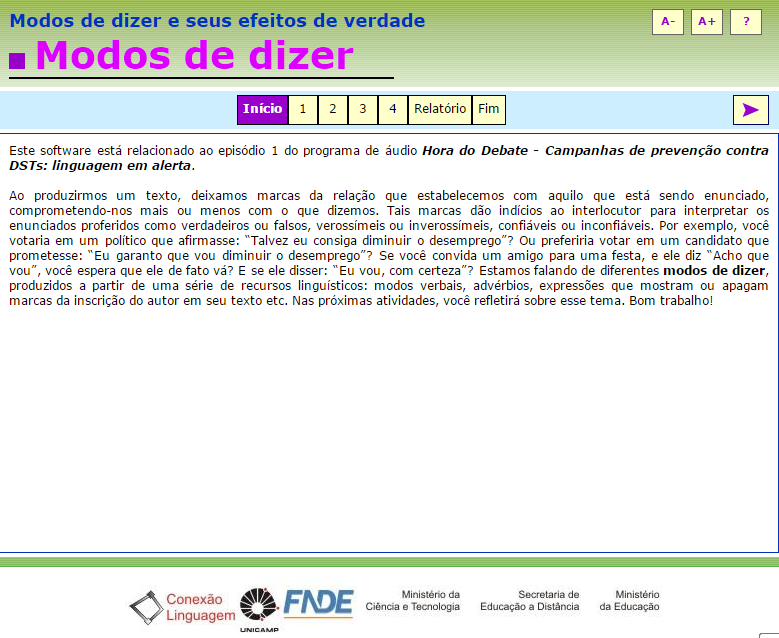 Modos de dizer e seus efeitos de verdade
A- A+ ?
Modos de dizer
Início 1 2 3 4 Relatório Fim
Este software está relacionado ao episódio 1 do programa de áudio Hora do Debate - Campanhas de prevenção contra
DSTs: linguagem em alerta.
Ao produzirmos um texto, deixamos marcas da relação que estabelecemos com aquilo que está sendo enunciado,
comprometendo-nos mais ou menos com o que dizemos. Tais marcas dão indícios ao interlocutor para interpretar os
enunciados proferidos como verdadeiros ou falsos, verossímeis ou inverossímeis, confiáveis ou inconfiáveis. Por exemplo, você
votaria em um político que afirmasse: “Talvez eu consiga diminuir o desemprego”? Ou preferiria votar em um candidato que
prometesse: “Eu garanto que vou diminuir o desemprego”? Se você convida um amigo para uma festa, e ele diz “Acho que
vou”, você espera que ele de fato vá? E se ele disser: “Eu vou, com certeza”? Estamos falando de diferentes modos de dizer,
produzidos a partir de uma série de recursos linguísticos: modos verbais, advérbios, expressões que mostram ou apagam
marcas da inscrição do autor em seu texto etc. Nas próximas atividades, você refletirá sobre esse tema. Bom trabalho!
Conexão
Linguagem
UNICAMP
FNDE
Ministério da
Ciência e Tecnologia
Secretaria de
Educação a Distância
Ministério
da Educação